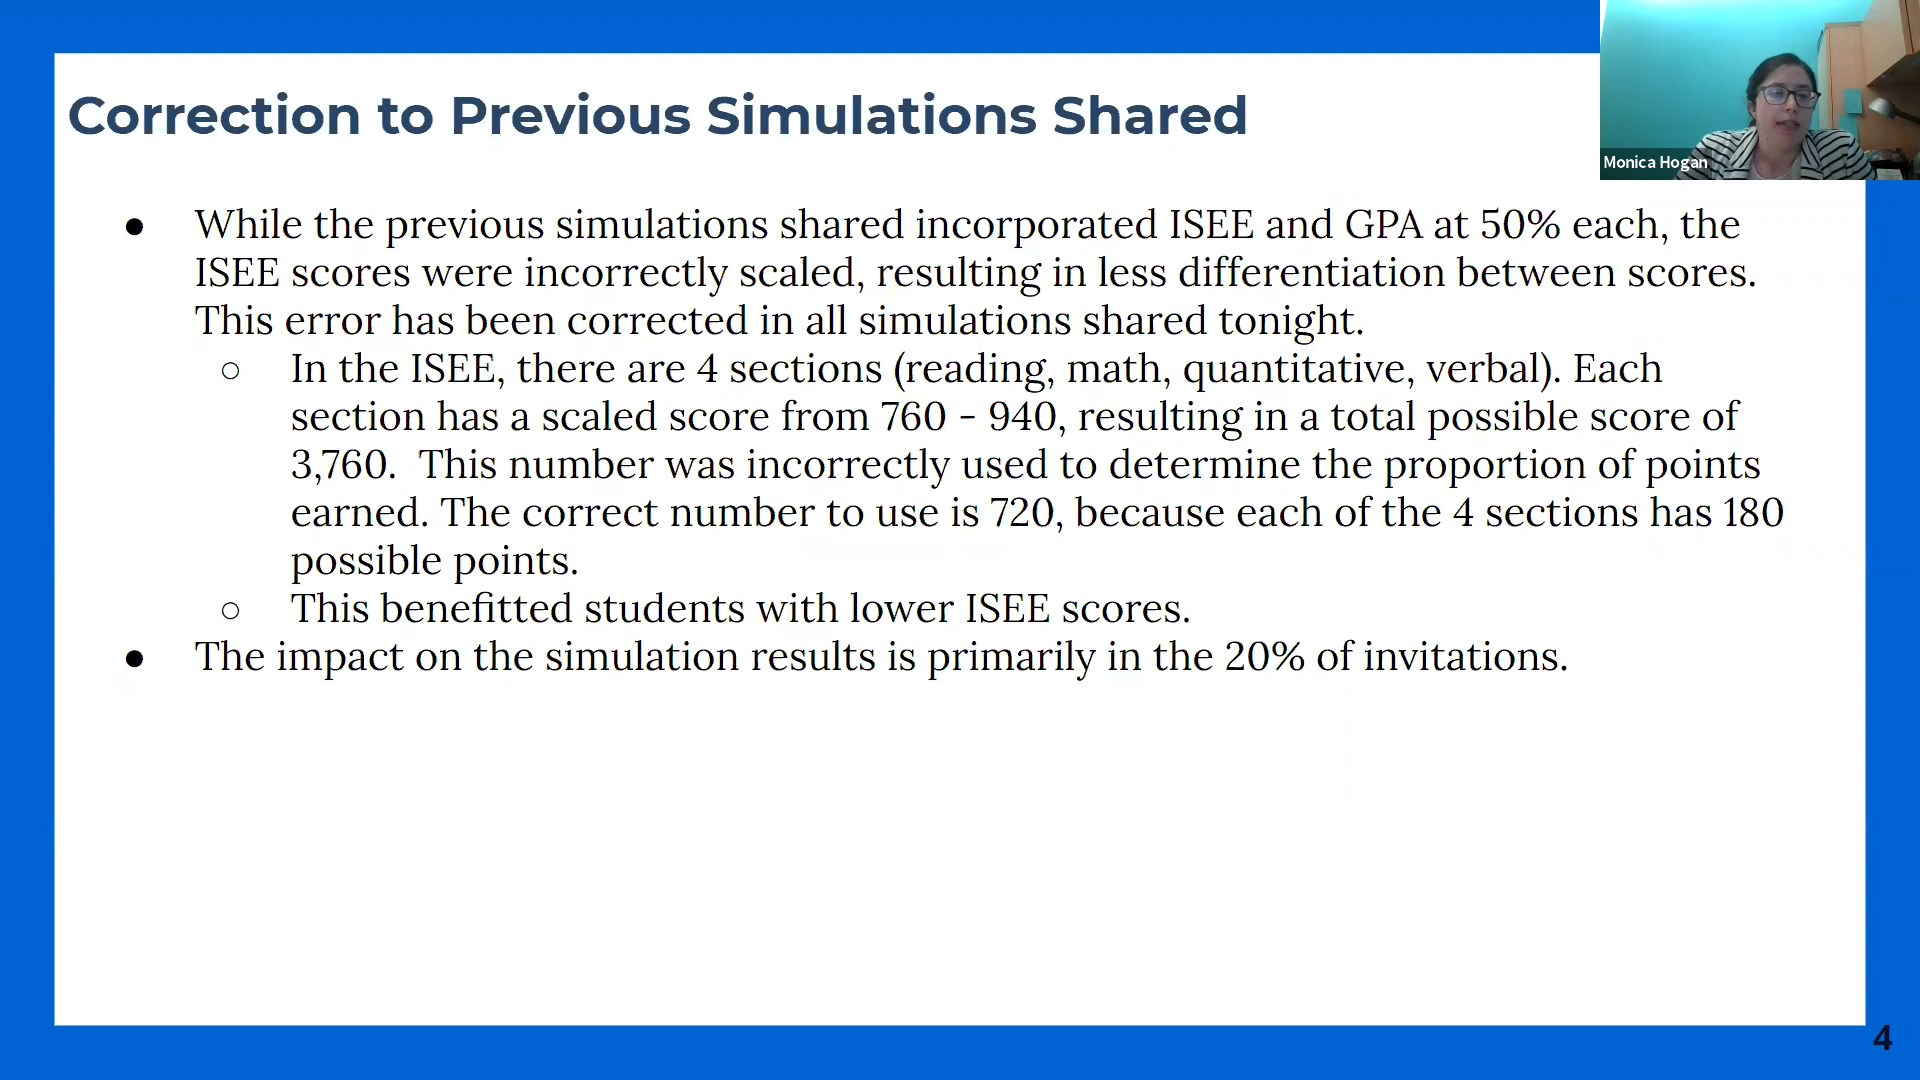 Correction to Previous Simulations Shared
Monica Hogan
● While the previous simulations shared incorporated ISEE and GPA at 50% each, the
ISEE scores were incorrectly scaled, resulting in less differentiation between scores.
This error has been corrected in all simulations shared tonight.
○ In the ISEE, there are 4 sections (reading, math, quantitative, verbal). Each
section has a scaled score from 760 - 940, resulting in a total possible score of
3,760. This number was incorrectly used to determine the proportion of points
earned. The correct number to use is 720, because each of the 4 sections has 180
possible points.
○ This benefitted students with lower ISEE scores.
● The impact on the simulation results is primarily in the 20% of invitations.
4